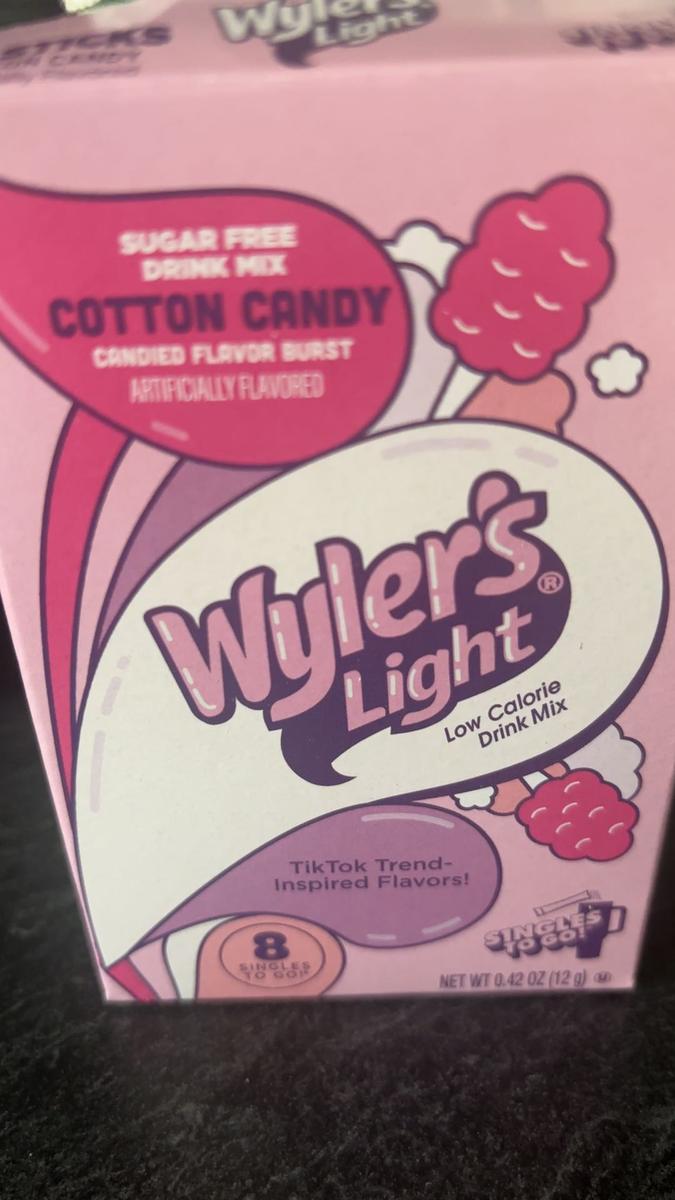 STICKS
CANDY
Wyler's
Light
SUGAR FREE
DRINK MIX
COTTON CANDY
CANDIED FLAVOR BURST
ARTIFICIALLY FLAVORED
Wyler's®
Light
Low Calorie
Drink Mix
TikTok Trend-
Inspired Flavors!
8
SINGLES
TO GO!®
SINGLES
TO GO!
NET WT 0.42 OZ (12 g)